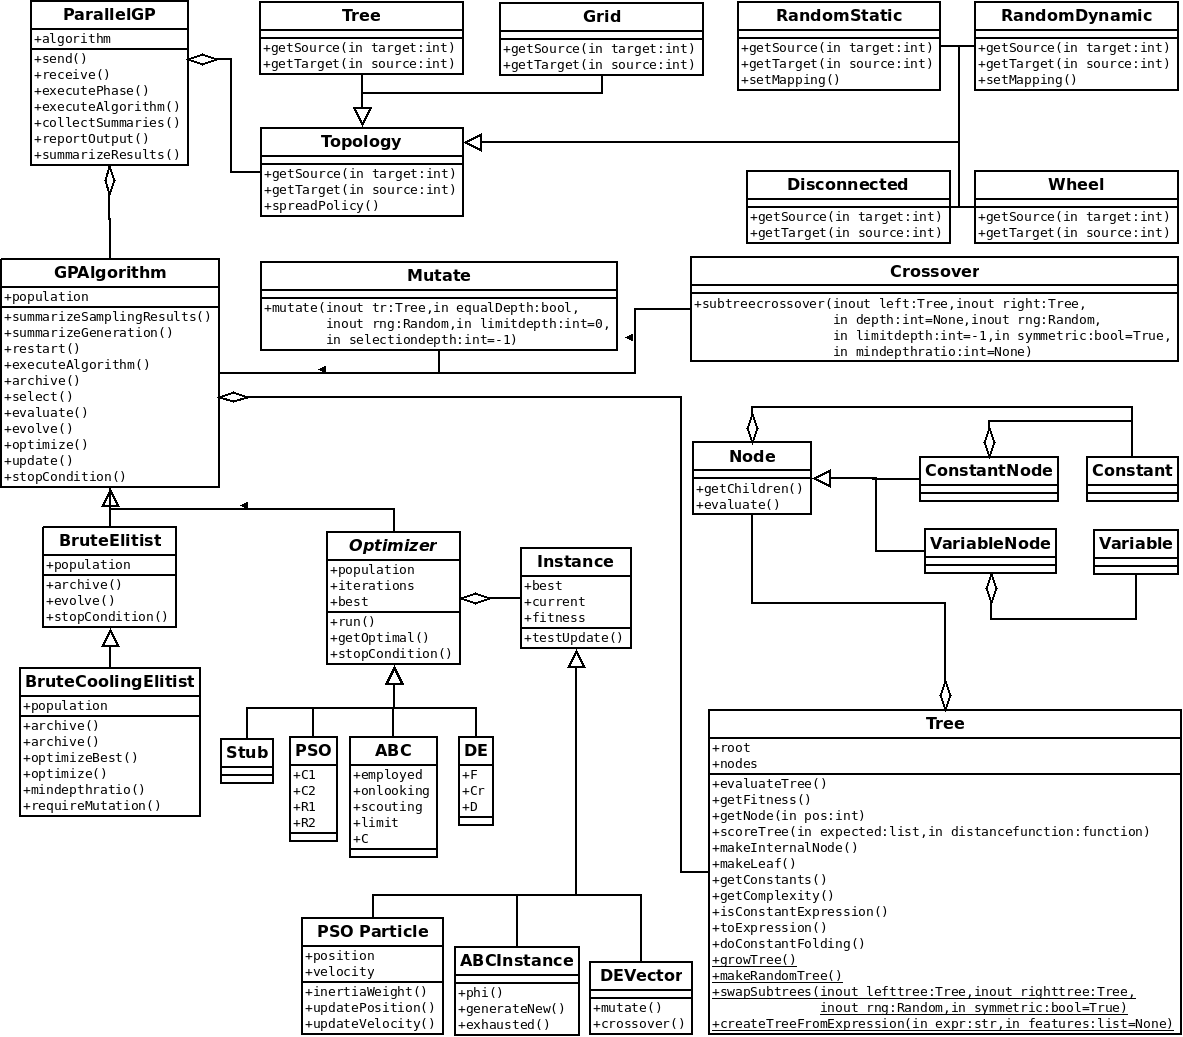 ParallelGP
+algorithm
+send()
+receive()
+executePhase()
+executeAlgorithm()
+collectSummaries()
+reportOutput()
+summarizeResults()
Tree
+getSource(in target:int)
+getTarget(in source:int)
Grid
+getSource(in target:int)
+getTarget(in source:int)
RandomStatic
+getSource(in target:int)
+getTarget(in source:int)
+setMapping()
RandomDynamic
+getSource(in target:int)
+getTarget(in source:int)
+setMapping()
Topology
+getSource(in target:int)
+getTarget(in source:int)
+spreadPolicy()
Disconnected
+getSource(in target:int)
+getTarget(in source:int)
Wheel
+getSource(in target:int)
+getTarget(in source:int)
GPAlgorithm
+population
+summarizeSamplingResults()
+summarizeGeneration()
+restart()
+executeAlgorithm()
+archive()
+select()
+evaluate()
+evolve()
+optimize()
+update()
+stopCondition()
Mutate
+mutate(inout tr:Tree,in equalDepth:bool,
inout rng:Random,in limitdepth:int=0,
in selectiondepth:int=-1)
Crossover
+subtreecrossover(inout left:Tree,inout right:Tree,
in depth:int=None,inout rng:Random,
in limitdepth:int=-1,in symmetric:bool=True,
in mindepthratio:int=None)
Node
+getChildren()
+evaluate()
ConstantNode
Constant
VariableNode
Variable
BruteElitist
+population
+archive()
+evolve()
+stopCondition()
Optimizer
+population
+iterations
+best
+run()
+getOptimal()
+stopCondition()
Instance
+best
+current
+fitness
+testUpdate()
BruteCoolingElitist
+population
+archive()
+archive()
+optimizeBest()
+optimize()
+mindepthratio()
+requireMutation()
Stub
PSO
+C1
+C2
+R1
+R2
ABC
+employed
+onlooking
+scouting
+limit
+C
DE
+F
+Cr
+D
Tree
+root
+nodes
+evaluateTree()
+getFitness()
+getNode(in pos:int)
+scoreTree(in expected:list,in distancefunction:function)
+makeInternalNode()
+makeLeaf()
+getConstants()
+getComplexity()
+isConstantExpression()
+toExpression()
+doConstantFolding()
+growTree()
+makeRandomTree()
+swapSubtrees(inout lefttree:Tree,inout righttree:Tree,
inout rng:Random,in symmetric:bool=True)
+createTreeFromExpression(in expr:str,in features:list=None)
PSO Particle
+position
+velocity
+inertiaWeight()
+updatePosition()
+updateVelocity()
ABCInstance
+phi()
+generateNew()
+exhausted()
DEVector
+mutate()
+crossover()